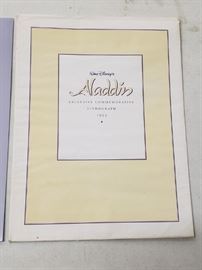 Walt Disney's
Aladdin
EXCLUSIVE COMMEMORATIVE
LITHOGRAPH
1993